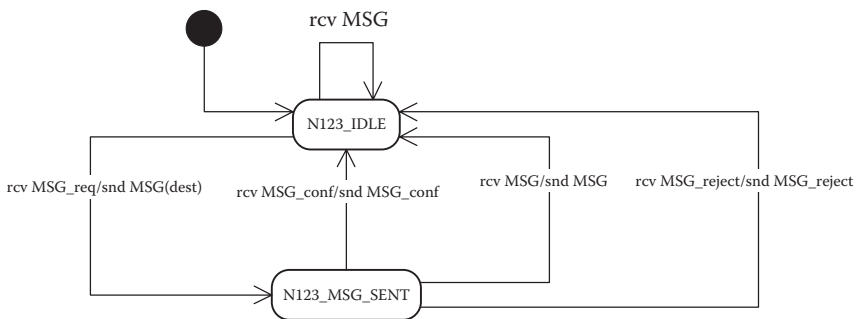 rcv MSG
N123_IDLE
rcv MSG_req/snd MSG(dest)
rcv MSG_conf/snd MSG_conf
rcv MSG/snd MSG
rcv MSG_reject/snd MSG_reject
N123_MSG_SENT